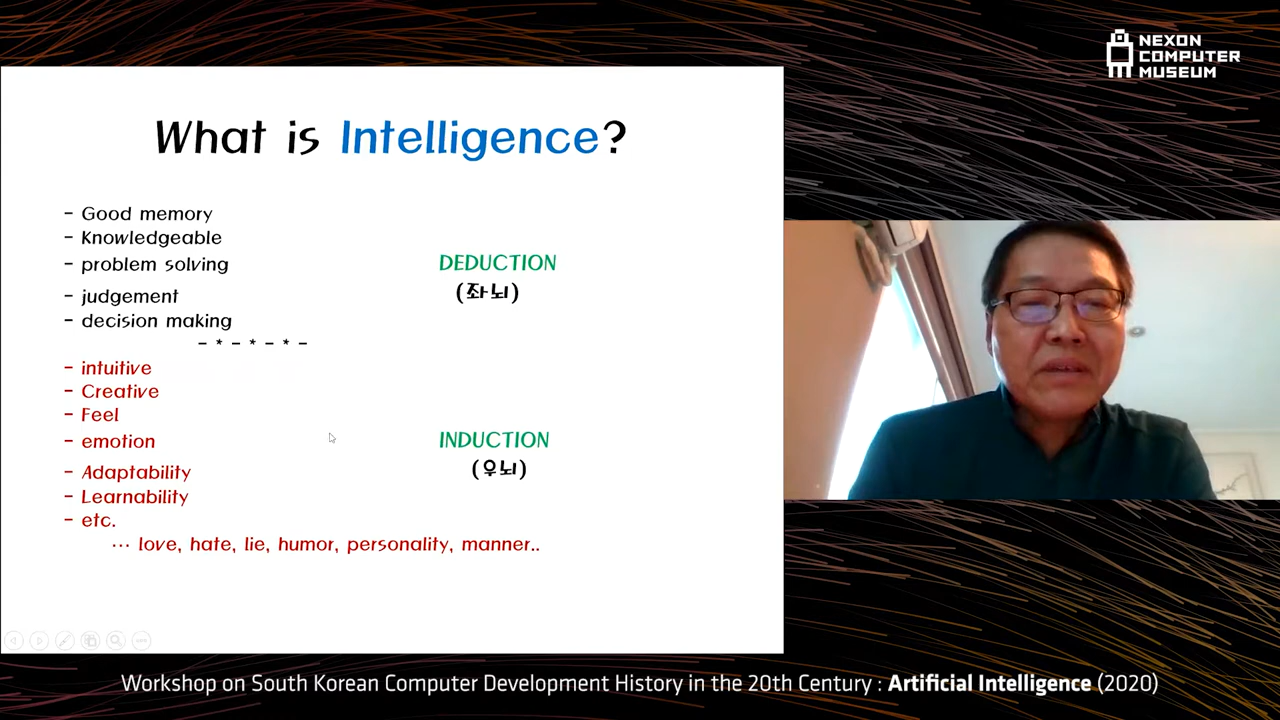 NEXON
COMPUTER
MUSEUM
What is Intelligence?
- Good memory
- Knowledgeable
- problem solving
- judgement
- decision making
- * - * - * -
- intuitive
- Creative
- Feel
- emotion
- Adaptability
- Learnability
- etc.
… love, hate, lie, humor, personality, manner..
DEDUCTION
(좌뇌)
INDUCTION
(우뇌)
Workshop on South Korean Computer Development History in the 20th Century : Artificial Intelligence (2020)